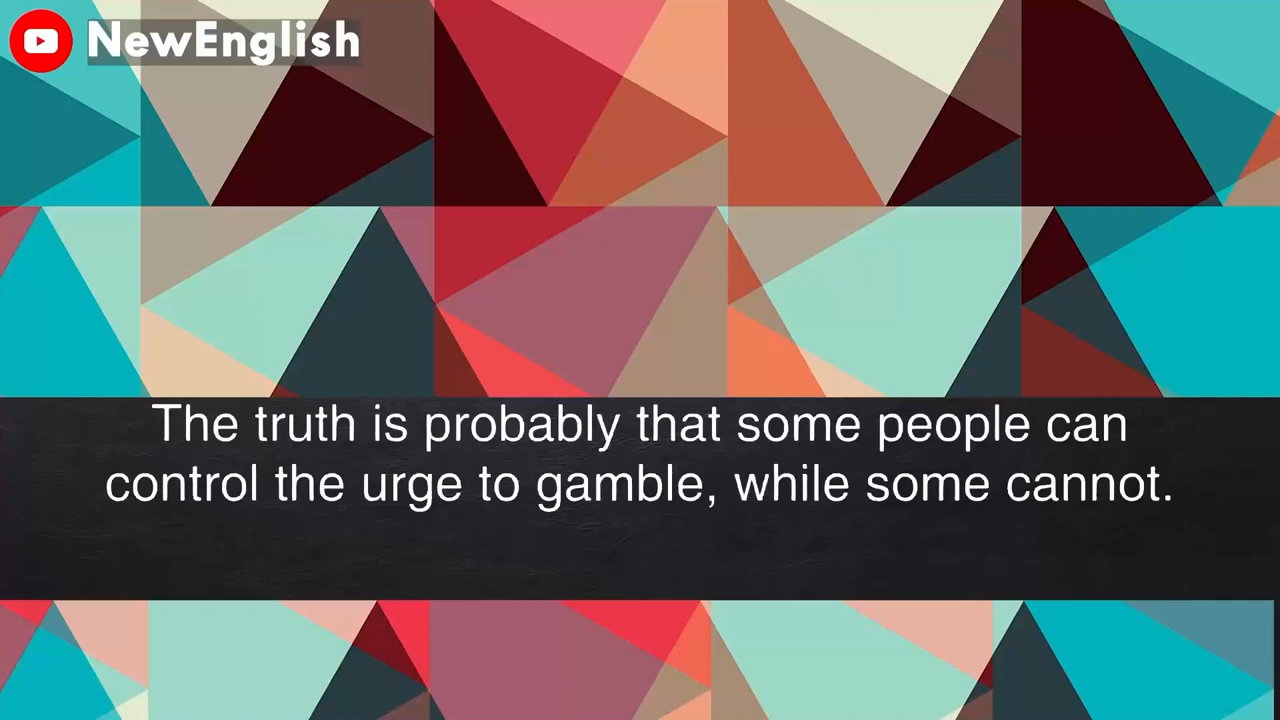 NewEnglish
The truth is probably that some people can
control the urge to gamble, while some cannot.